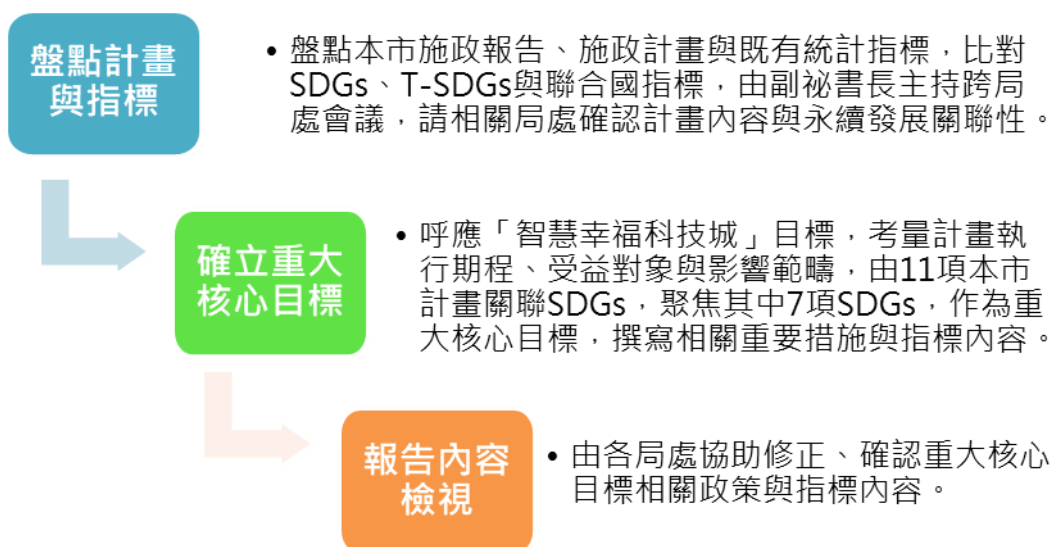 盤點計畫
與指標
• 盤點本市施政報告、施政計畫與既有統計指標，比對
SDGs、T-SDGs與聯合國指標，由副祕書長主持跨局
處會議，請相關局處確認計畫內容與永續發展關聯性。
確立重大
核心目標
• 呼應「智慧幸福科技城」目標，考量計畫執
行期程、受益對象與影響範疇，由11項本市
計畫關聯SDGs，聚焦其中7項SDGs，作為重
大核心目標，撰寫相關重要措施與指標內容。
報告內容
檢視
• 由各局處協助修正、確認重大核心
目標相關政策與指標內容。